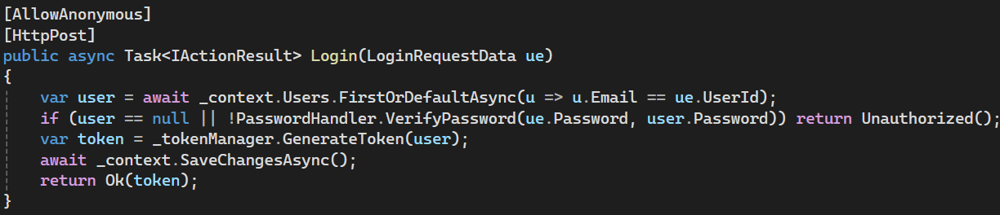 [AllowAnonymous]
[HttpPost]
public async Task<IActionResult> Login(LoginRequestData ue)
{
    var user = await _context.Users.FirstOrDefaultAsync(u => u.Email == ue.UserId);
    if (user == null || !PasswordHandler.VerifyPassword(ue.Password, user.Password)) return Unauthorized();
    var token = _tokenManager.GenerateToken(user);
    await _context.SaveChangesAsync();
    return Ok(token);
}